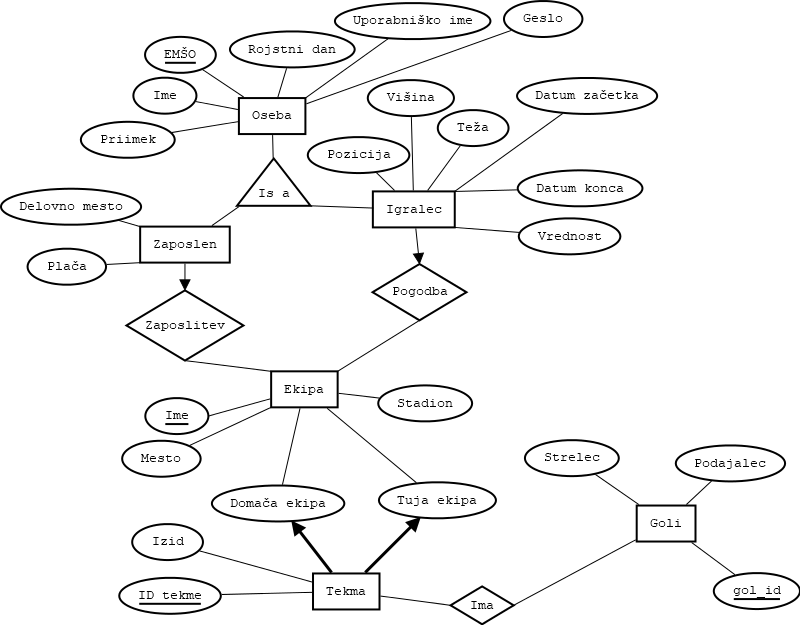 Uporabniško ime
Geslo
EMŠO
Rojstni dan
Ime
Oseba
Priimek
Višina
Datum začetka
Teža
Pozicija
Is a
Igralec
Datum konca
Delovno mesto
Zaposlen
Vrednost
Plača
Pogodba
Zaposlitev
Ekipa
Stadion
Ime
Mesto
Strelec
Podajalec
Domača ekipa
Tuja ekipa
Goli
Izid
ID tekme
Tekma
Ima
gol_id